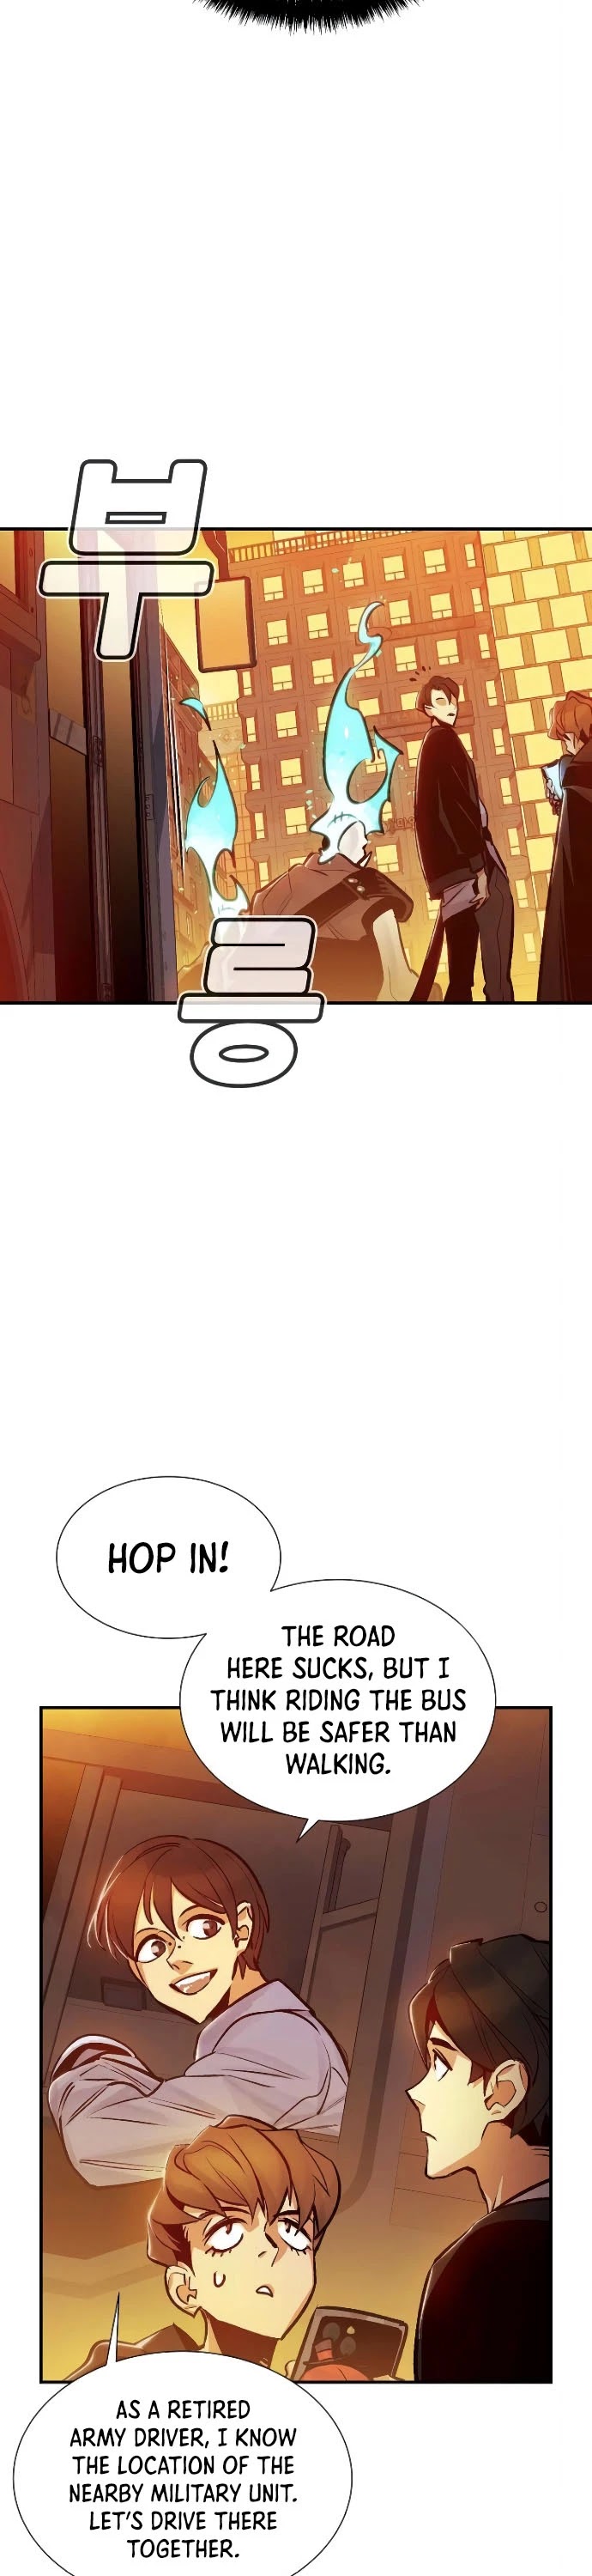 부
릉
HOP IN!
THE ROAD
HERE SUCKS, BUT I
THINK RIDING THE BUS
WILL BE SAFER THAN
WALKING.
AS A RETIRED
ARMY DRIVER, I KNOW
THE LOCATION OF THE
NEARBY MILITARY UNIT.
LET'S DRIVE THERE
TOGETHER.